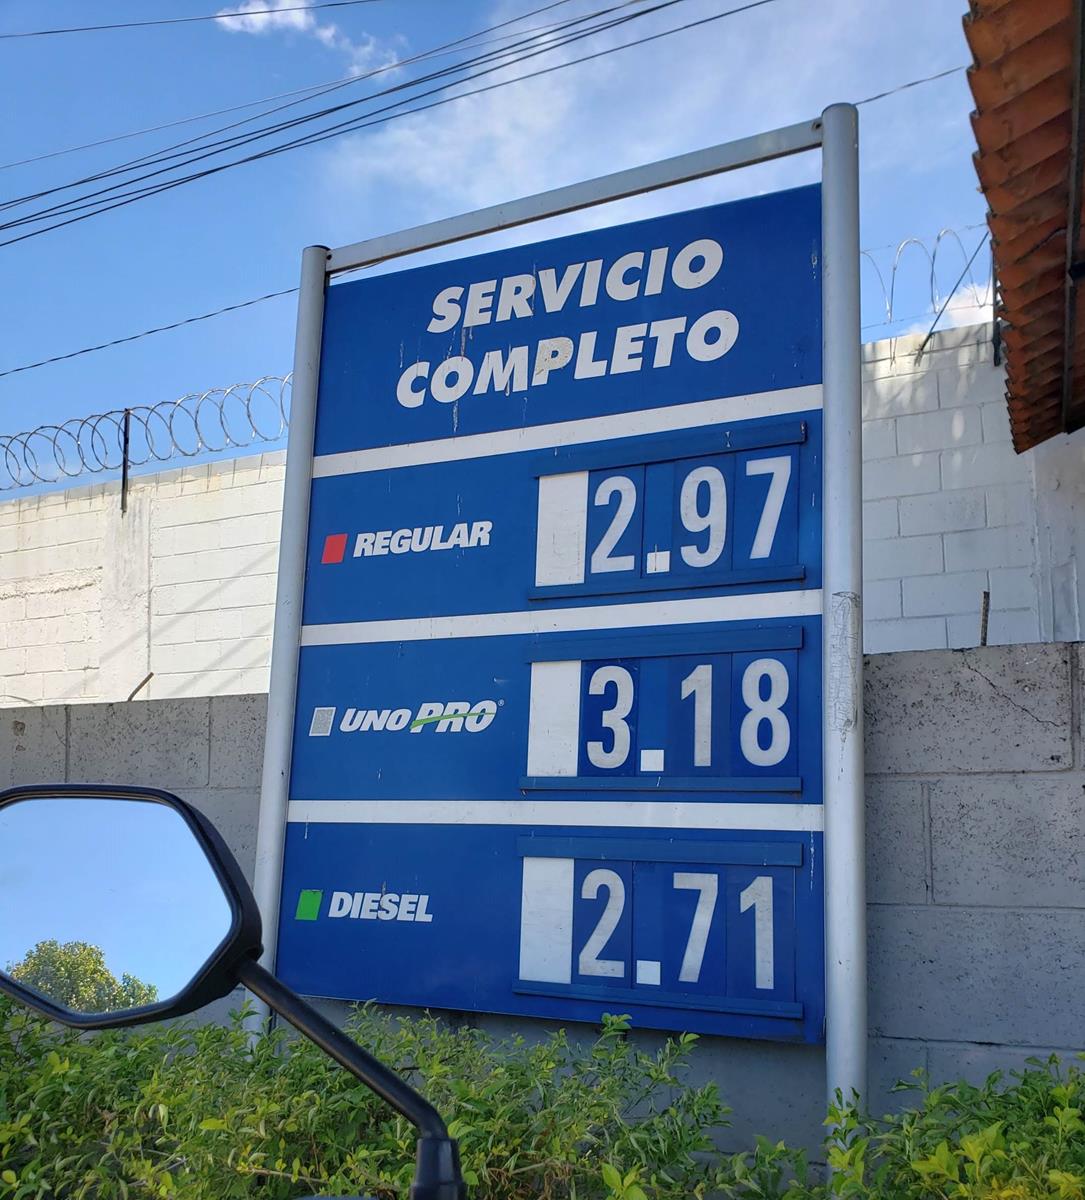 SERVICIO
COMPLETO
REGULAR 2.97
UNO PRO® 3.18
DIESEL 2.71